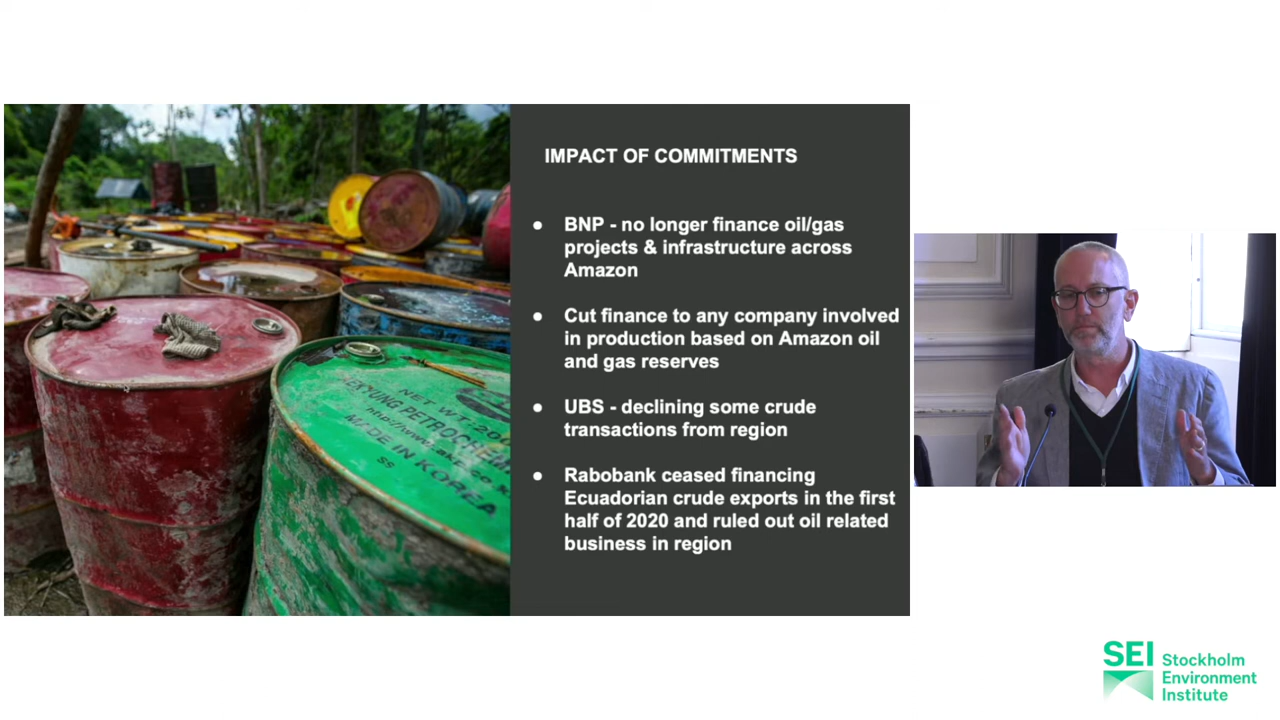 IMPACT OF COMMITMENTS
● BNP - no longer finance oil/gas
projects & infrastructure across
Amazon
● Cut finance to any company involved
in production based on Amazon oil
and gas reserves
● UBS - declining some crude
transactions from region
● Rabobank ceased financing
Ecuadorian crude exports in the first
half of 2020 and ruled out oil related
business in region
NET WT. 20
PETROCHEM
MADE IN KOREA
SEI Stockholm
Environment
Institute